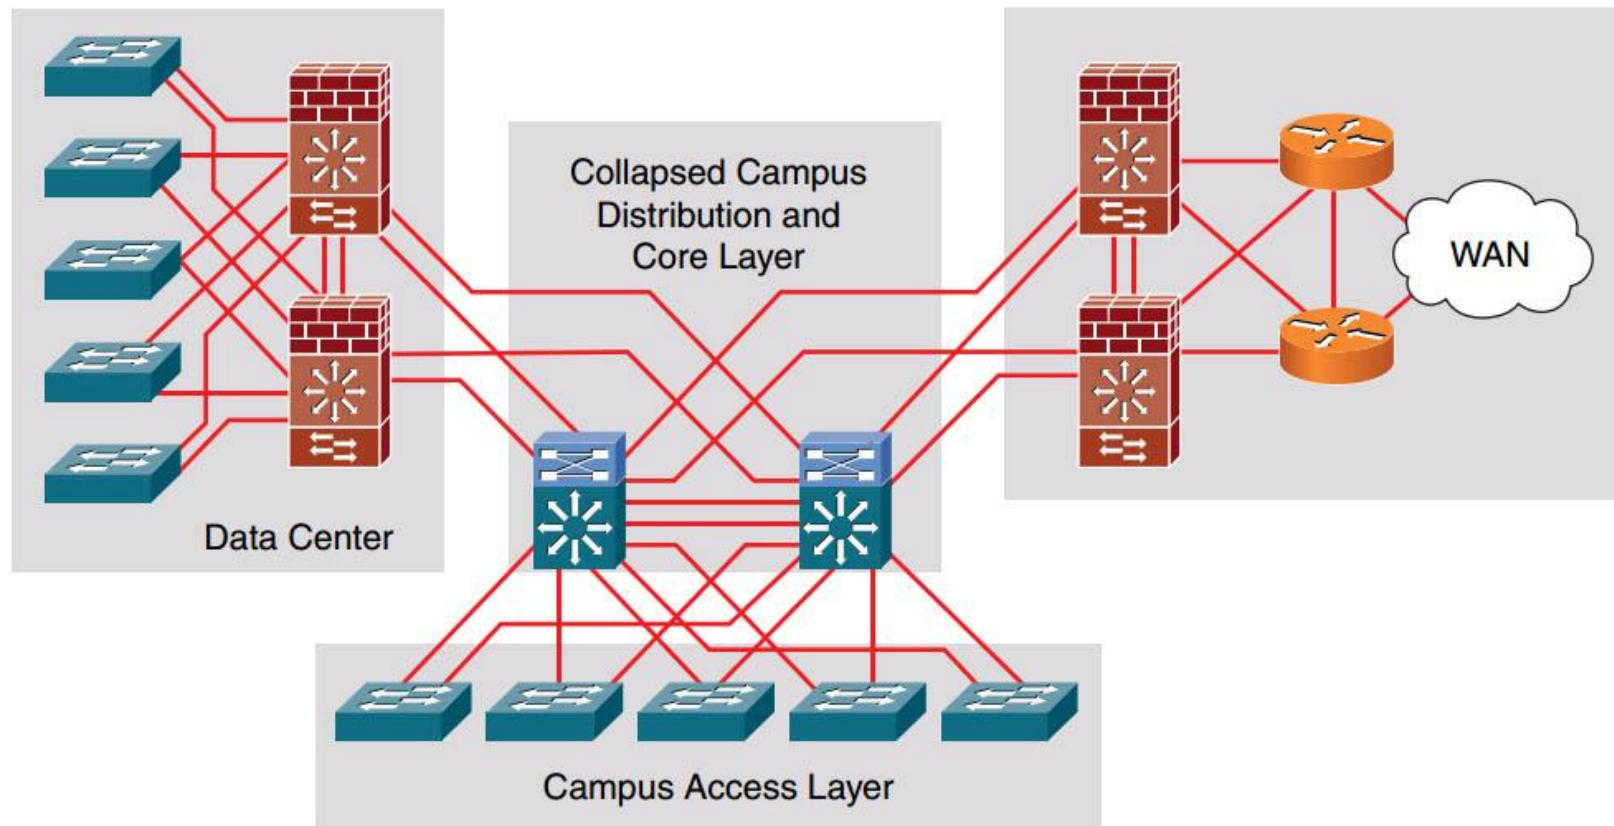 Collapsed Campus
Distribution and
Core Layer
WAN
Data Center
Campus Access Layer